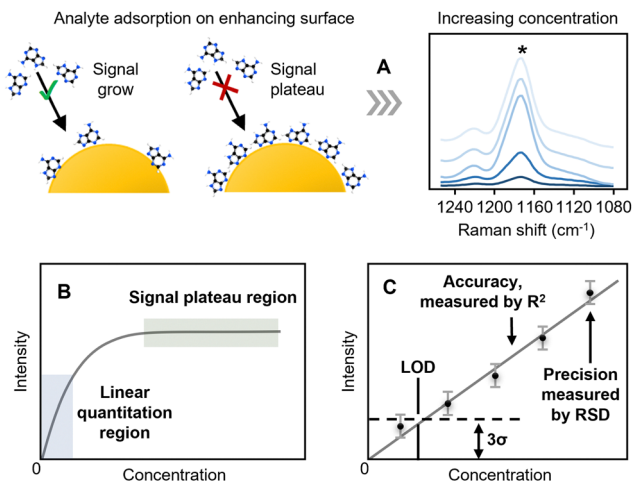 Analyte adsorption on enhancing surface
Increasing concentration
Signal
grow
Signal
plateau
A
*
1240 1200 1160 1120 1080
Raman shift (cm⁻¹)
B
Signal plateau region
Linear
quantitation
region
Intensity
0
Concentration
C
Accuracy,
measured by R²
LOD
Precision
measured
by RSD
3σ
Intensity
0
Concentration